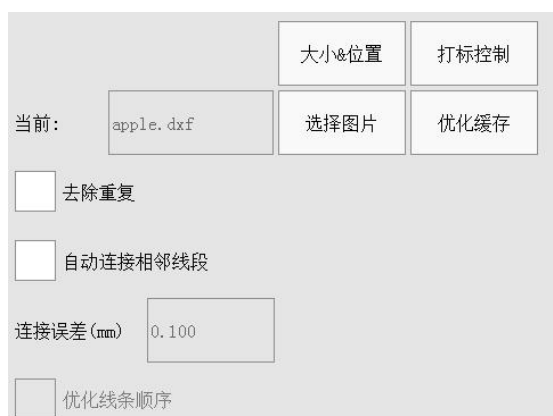 大小&位置 打标控制
当前: apple.dxf 选择图片 优化缓存
去除重复
自动连接相邻线段
连接误差(mm) 0.100
优化线条顺序